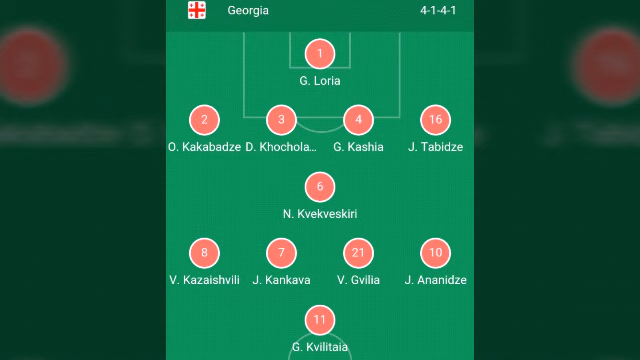 Georgia 4-1-4-1
1
G. Loria
2 3 4 16
O. Kakabadze D. Khochola... G. Kashia J. Tabidze
6
N. Kvekveskiri
8 7 21 10
V. Kazaishvili J. Kankava V. Gvilia J. Ananidze
11
G. Kvilitaia